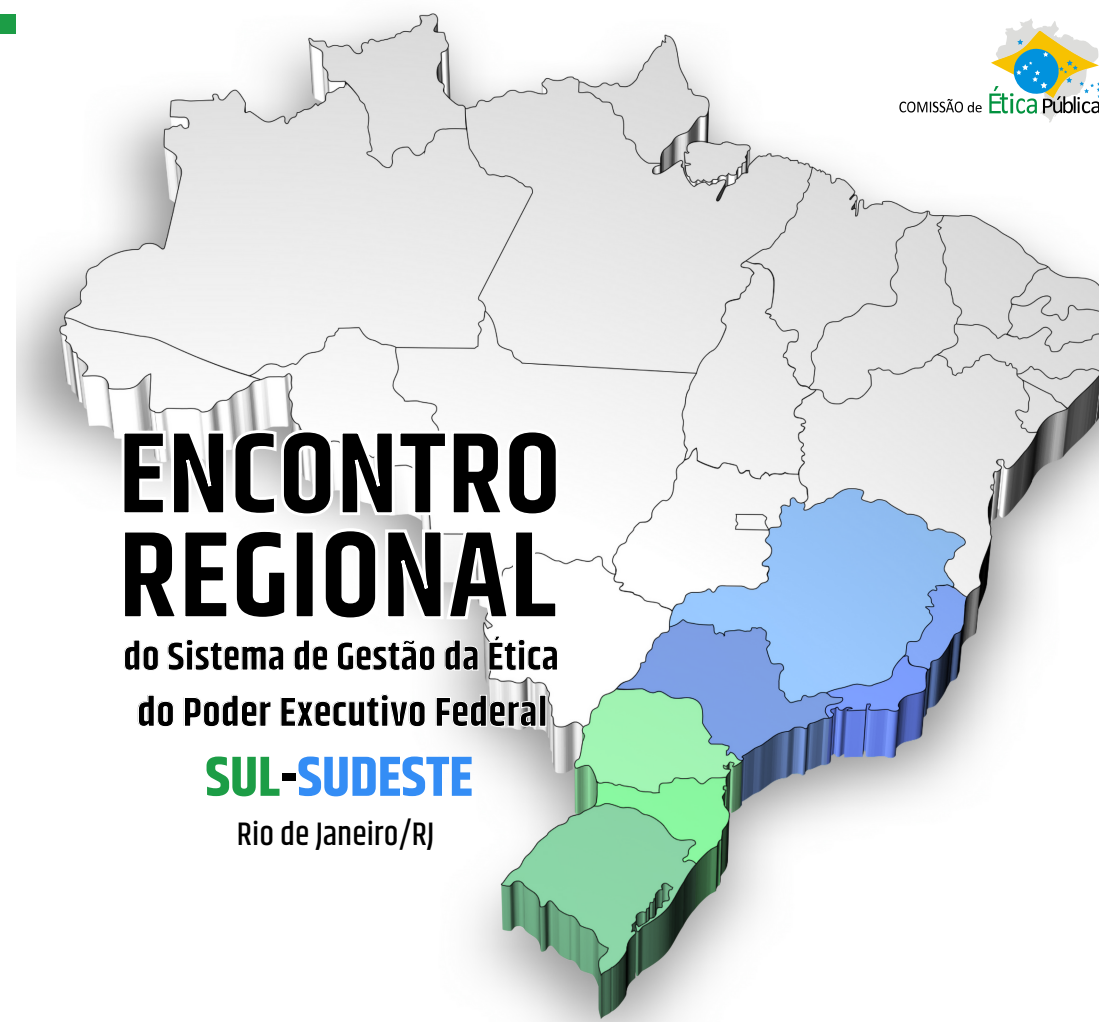 COMISSÃO de Ética Pública
ENCONTRO
REGIONAL
do Sistema de Gestão da Ética
do Poder Executivo Federal
SUL-SUDESTE
Rio de Janeiro/RJ